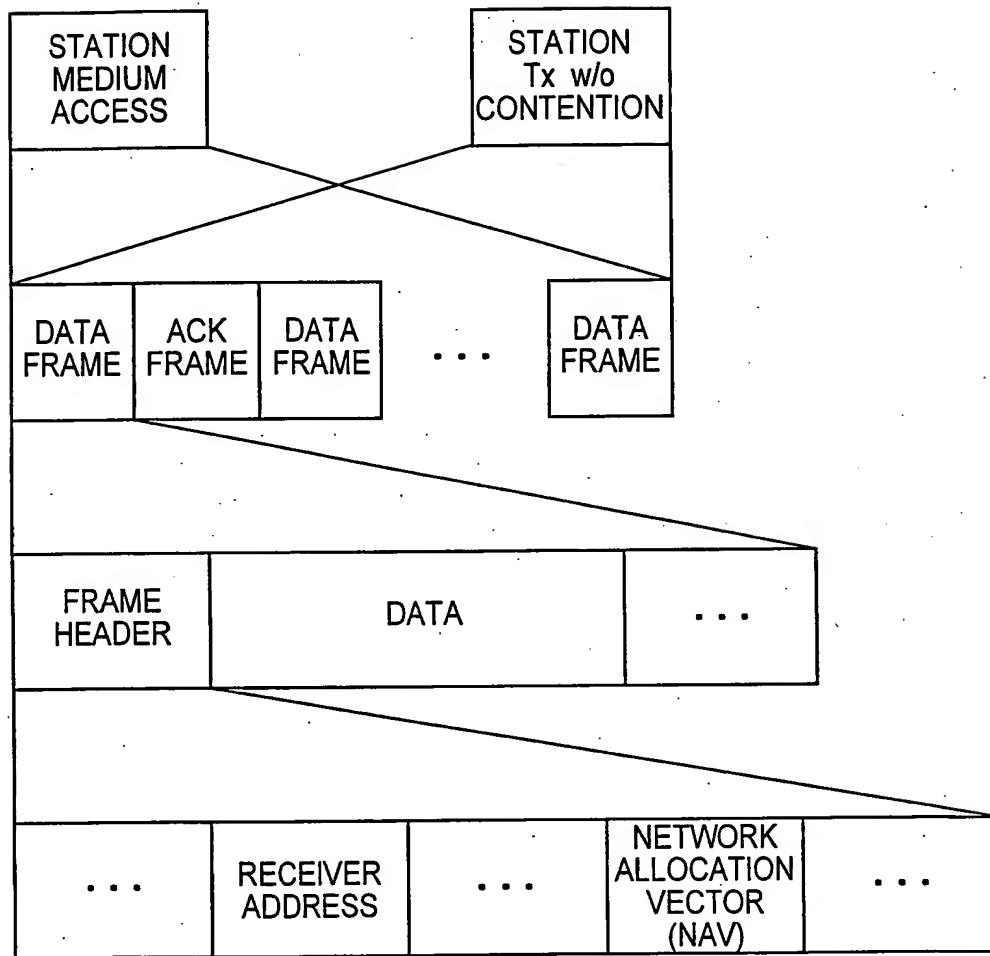 STATION
MEDIUM
ACCESS
STATION
Tx w/o
CONTENTION
DATA
FRAME
ACK
FRAME
DATA
FRAME
. . .
DATA
FRAME
FRAME
HEADER
DATA
. . .
. . .
RECEIVER
ADDRESS
. . .
NETWORK
ALLOCATION
VECTOR
(NAV)
. . .